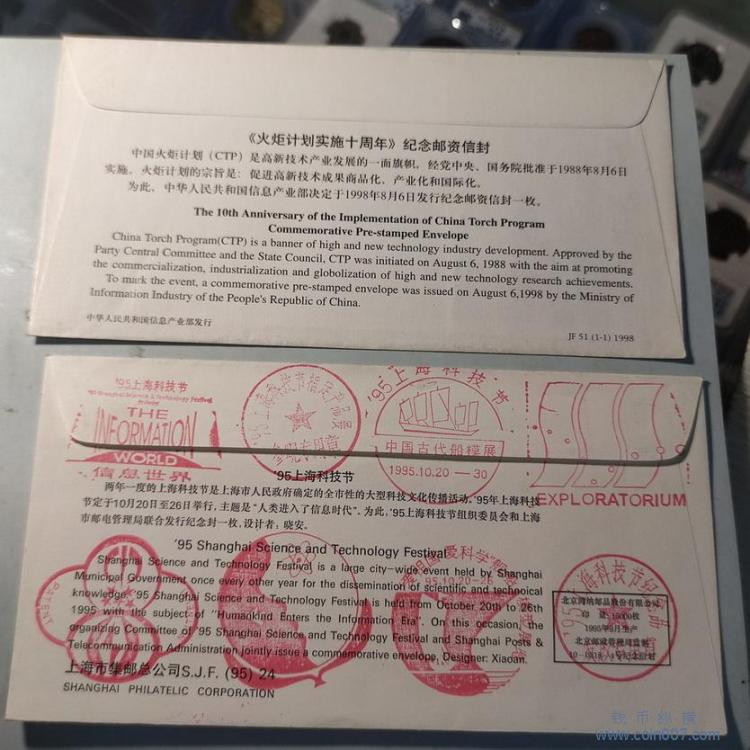 《火炬计划实施十周年》纪念邮资信封
中国火炬计划(CTP)是高新技术产业发展的一面旗帜。经党中央、国务院批准于1988年8月6日
实施。火炬计划的宗旨是:促进高新技术成果商品化、产业化和国际化。
为此,中华人民共和国信息产业部决定于1998年8月6日发行纪念邮资信封一枚。
The 10th Anniversary of the Implementation of China Torch Program
Commemorative Pre-stamped Envelope
China Torch Program(CTP) is a banner of high and new technology industry development. Approved by the
Party Central Committee and the State Council, CTP was initiated on August 6, 1988 with the aim at promoting
the commercialization, industrialization and globolization of high and new technology research achievements.
To mark the event, a commemorative pre-stamped envelope was issued on August 6,1998 by the Ministry of
Information Industry of the People's Republic of China.
中华人民共和国信息产业部发行
JF 51 (1-1) 1998
'95上海科技节
'95 Shanghai Science & Technology Festival
THE
INFORMATION
WORLD
信息世界
'95上海科技节
中国古代船模展
1995.10.20—30
EXPLORATORIUM
'95上海科技节
两年一度的上海科技节是上海市人民政府确定的全市性的大型科技文化传播活动。'95年上海科技
节定于10月20日至26日举行,主题是"人类进入了信息时代"。为此,'95上海科技节组织委员会和上海
市邮电管理局联合发行纪念封一枚,设计者:晓安。
'95 Shanghai Science and Technology Festival
Shanghai Science and Technology Festival is a large city-wide event held by Shanghai
Municipal Government once every other year for the dissemination of scientific and technoical
knowledge. '95 Shanghai Science and Technology Festival is held from October 20th to 26th
1995 with the subject of "Humankind Enters the Information Era". On this occasion, the
organizing Committee of '95 Shanghai Science and Technology Festival and Shanghai Posts &
Telecommunication Administration jointly issue a commemorative envelope, Designer: Xiaoan.
95.10.20-26
上海市集邮总公司S.J.F. (95) 24
SHANGHAI PHILATELIC CORPORATION
1995年9月生产
www.coin007.com